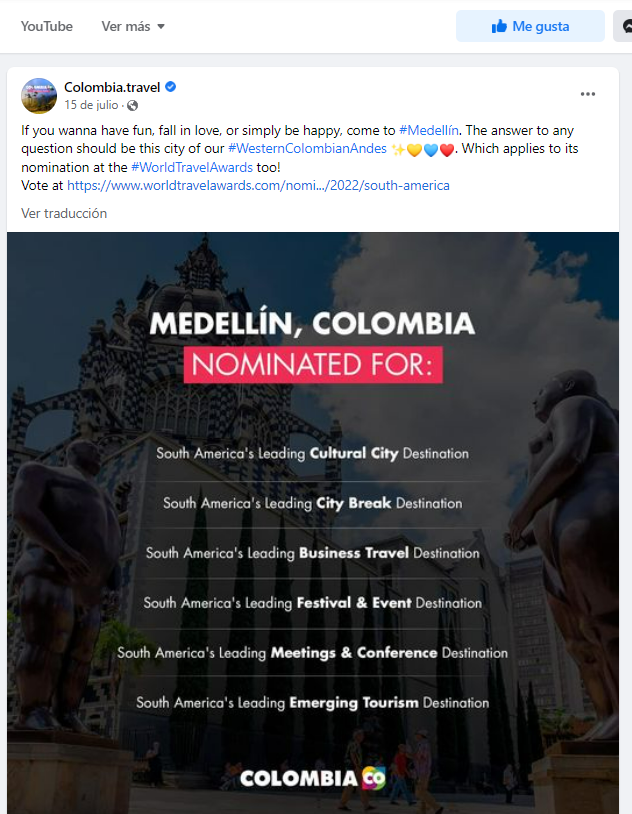 YouTube Ver más Me gusta
Colombia.travel
15 de julio ·
If you wanna have fun, fall in love, or simply be happy, come to #Medellín. The answer to any
question should be this city of our #WesternColombianAndes ✨💛💙❤️. Which applies to its
nomination at the #WorldTravelAwards too!
Vote at https://www.worldtravelawards.com/nomi.../2022/south-america
Ver traducción
MEDELLÍN, COLOMBIA
NOMINATED FOR:
South America's Leading Cultural City Destination
South America's Leading City Break Destination
South America's Leading Business Travel Destination
South America's Leading Festival & Event Destination
South America's Leading Meetings & Conference Destination
South America's Leading Emerging Tourism Destination
COLOMBIA CO